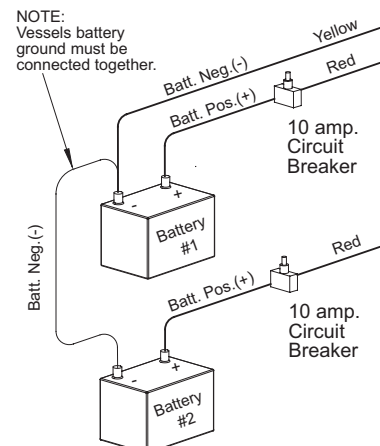 NOTE:
Vessels battery
ground must be
connected together.
Yellow
Batt. Neg.(-)
Red
Batt. Pos.(+)
10 amp.
Circuit
Breaker
- +
Battery
#1
Batt. Neg.(-)
Red
Batt. Pos.(+)
10 amp.
Circuit
Breaker
- +
Battery
#2